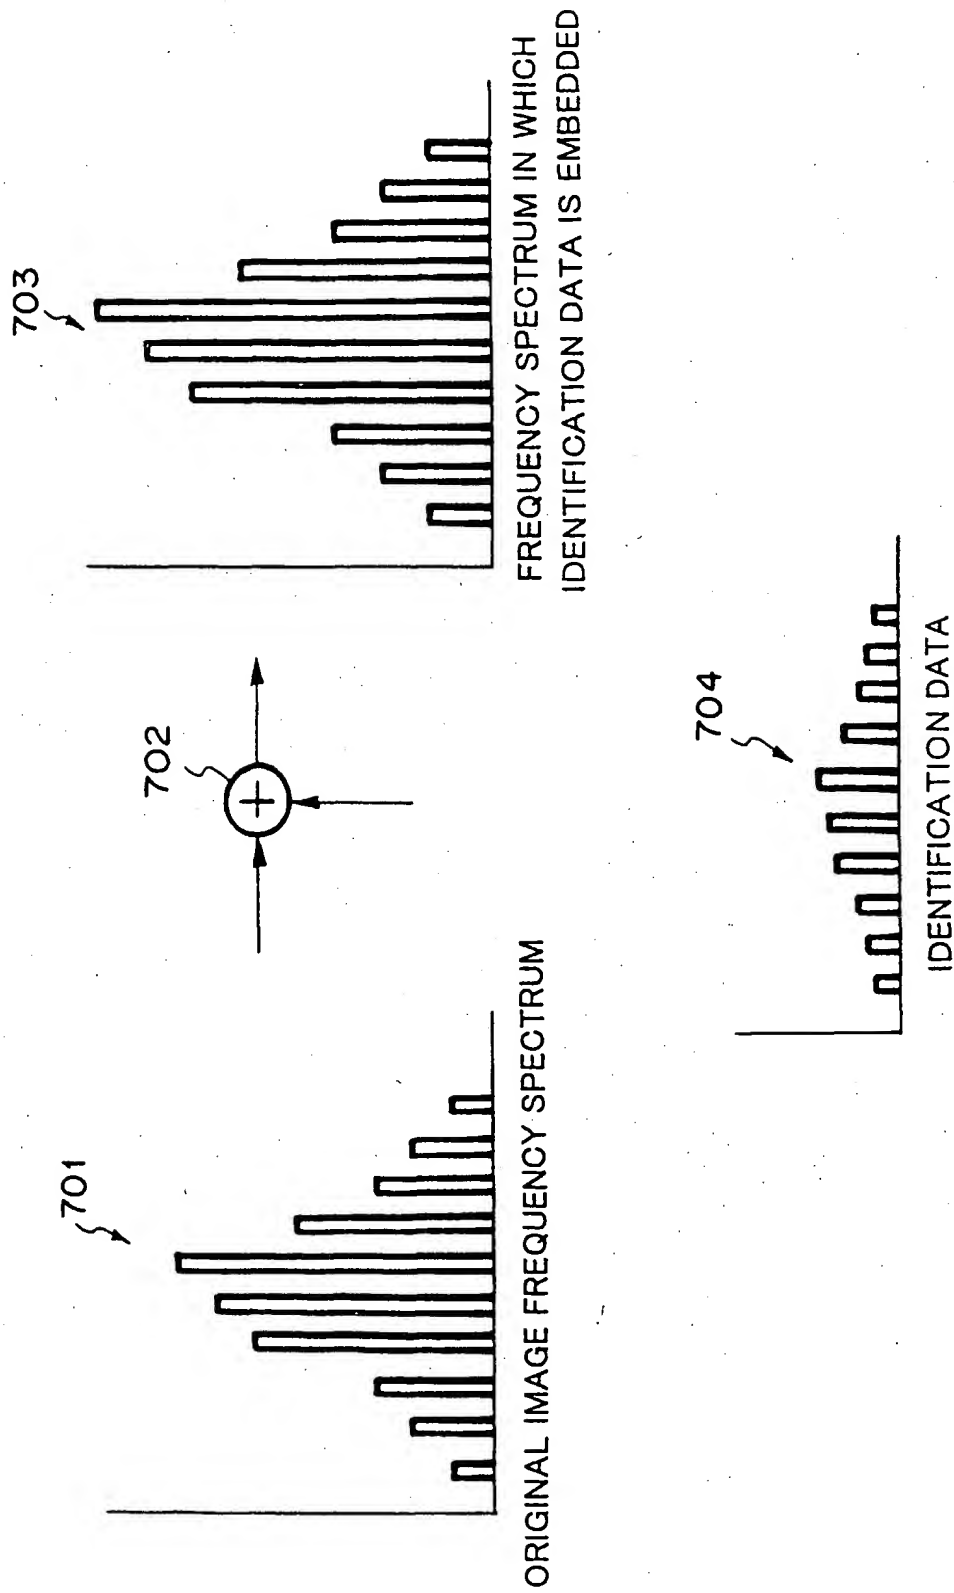 701
ORIGINAL IMAGE FREQUENCY SPECTRUM
702
+
703
FREQUENCY SPECTRUM IN WHICH
IDENTIFICATION DATA IS EMBEDDED
704
IDENTIFICATION DATA